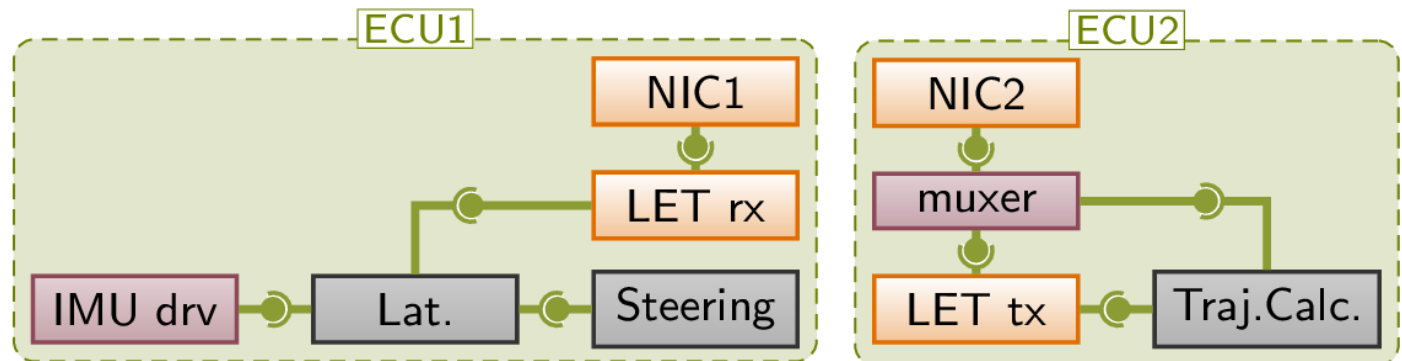 ECU1
NIC1
LET rx
IMU drv
Lat.
Steering
ECU2
NIC2
muxer
LET tx
Traj.Calc.